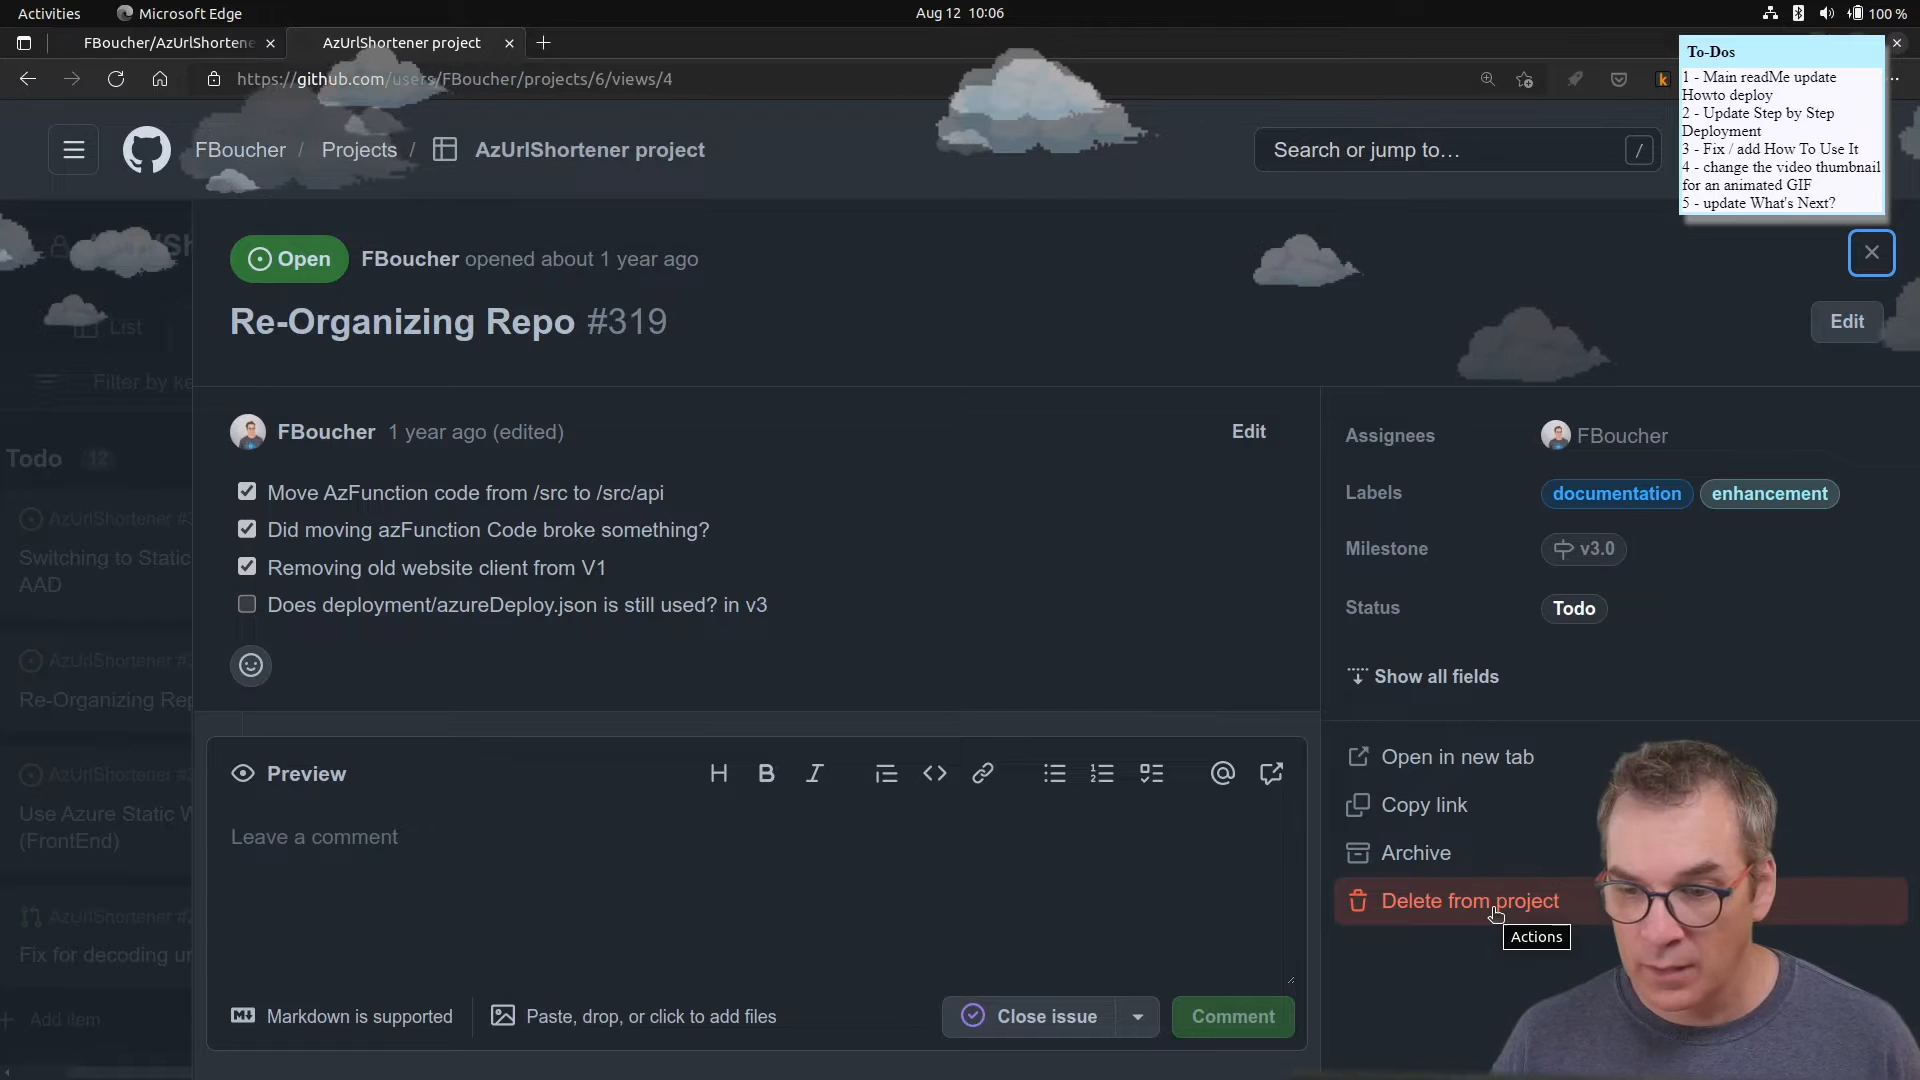 Activities
Microsoft Edge
Aug 12 10:06
100 %
FBoucher/AzUrlShortene
AzUrlShortener project
https://github.com/users/FBoucher/projects/6/views/4
To-Dos
1 - Main readMe update
Howto deploy
2 - Update Step by Step
Deployment
3 - Fix / add How To Use It
4 - change the video thumbnail
for an animated GIF
5 - update What's Next?
FBoucher / Projects / AzUrlShortener project
Search or jump to…
/
Open
FBoucher opened about 1 year ago
Re-Organizing Repo #319
Edit
List
Filter by ke
Todo 12
AzUrlShortener #
Switching to Static
AAD
AzUrlShortener #
Re-Organizing Rep
AzUrlShortener #
Use Azure Static W
(FrontEnd)
AzUrlShortener #
Fix for decoding ur
Add item
FBoucher 1 year ago (edited)
Edit
Move AzFunction code from /src to /src/api
Did moving azFunction Code broke something?
Removing old website client from V1
Does deployment/azureDeploy.json is still used? in v3
Preview
H B I
Leave a comment
Markdown is supported
Paste, drop, or click to add files
Close issue
Comment
Assignees
FBoucher
Labels
documentation
enhancement
Milestone
v3.0
Status
Todo
Show all fields
Open in new tab
Copy link
Archive
Delete from project
Actions